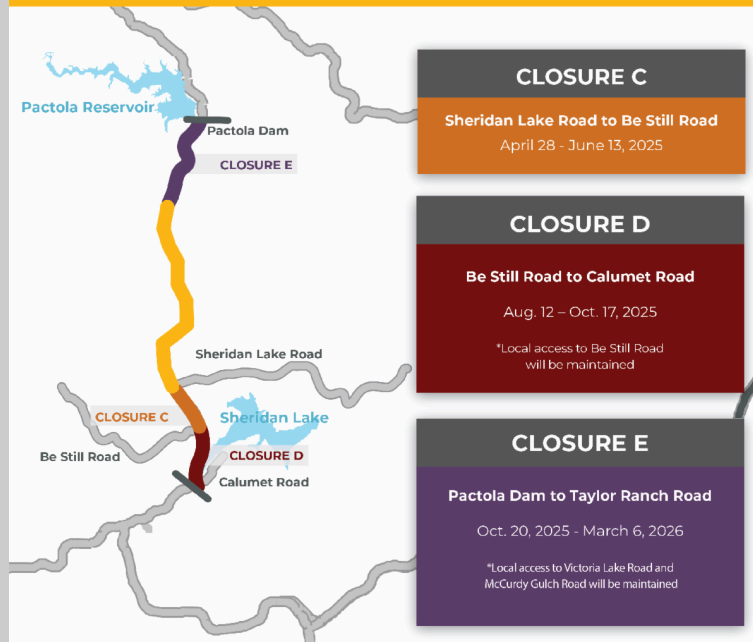 Pactola Reservoir
Pactola Dam
CLOSURE E
Sheridan Lake Road
CLOSURE C
Sheridan Lake
Be Still Road
CLOSURE D
Calumet Road
CLOSURE C
Sheridan Lake Road to Be Still Road
April 28 - June 13, 2025
CLOSURE D
Be Still Road to Calumet Road
Aug. 12 – Oct. 17, 2025
*Local access to Be Still Road
will be maintained
CLOSURE E
Pactola Dam to Taylor Ranch Road
Oct. 20, 2025 - March 6, 2026
*Local access to Victoria Lake Road and
McCurdy Gulch Road will be maintained